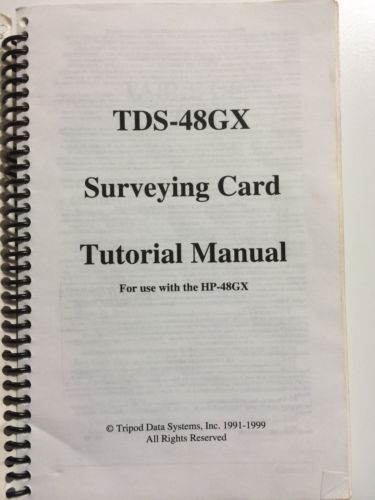 TDS-48GX
Surveying Card
Tutorial Manual
For use with the HP-48GX
© Tripod Data Systems, Inc. 1991-1999
All Rights Reserved